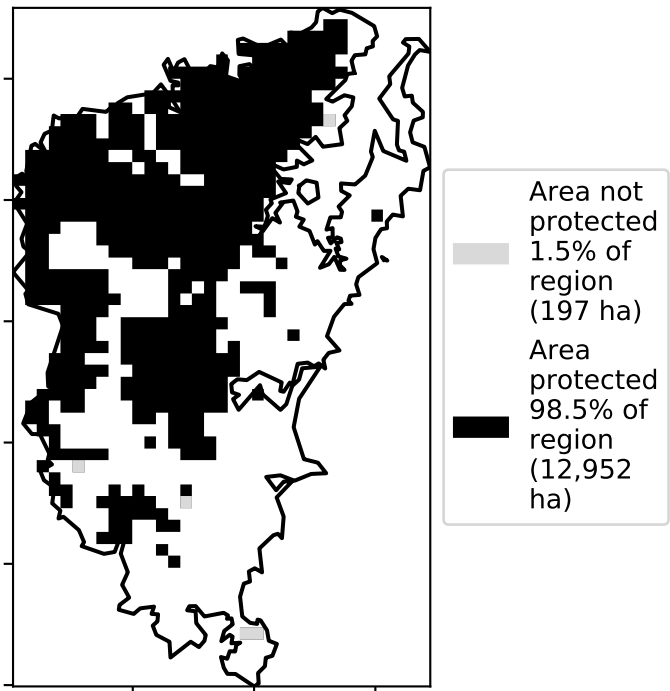 Area not
protected
1.5% of
region
(197 ha)
Area
protected
98.5% of
region
(12,952
ha)